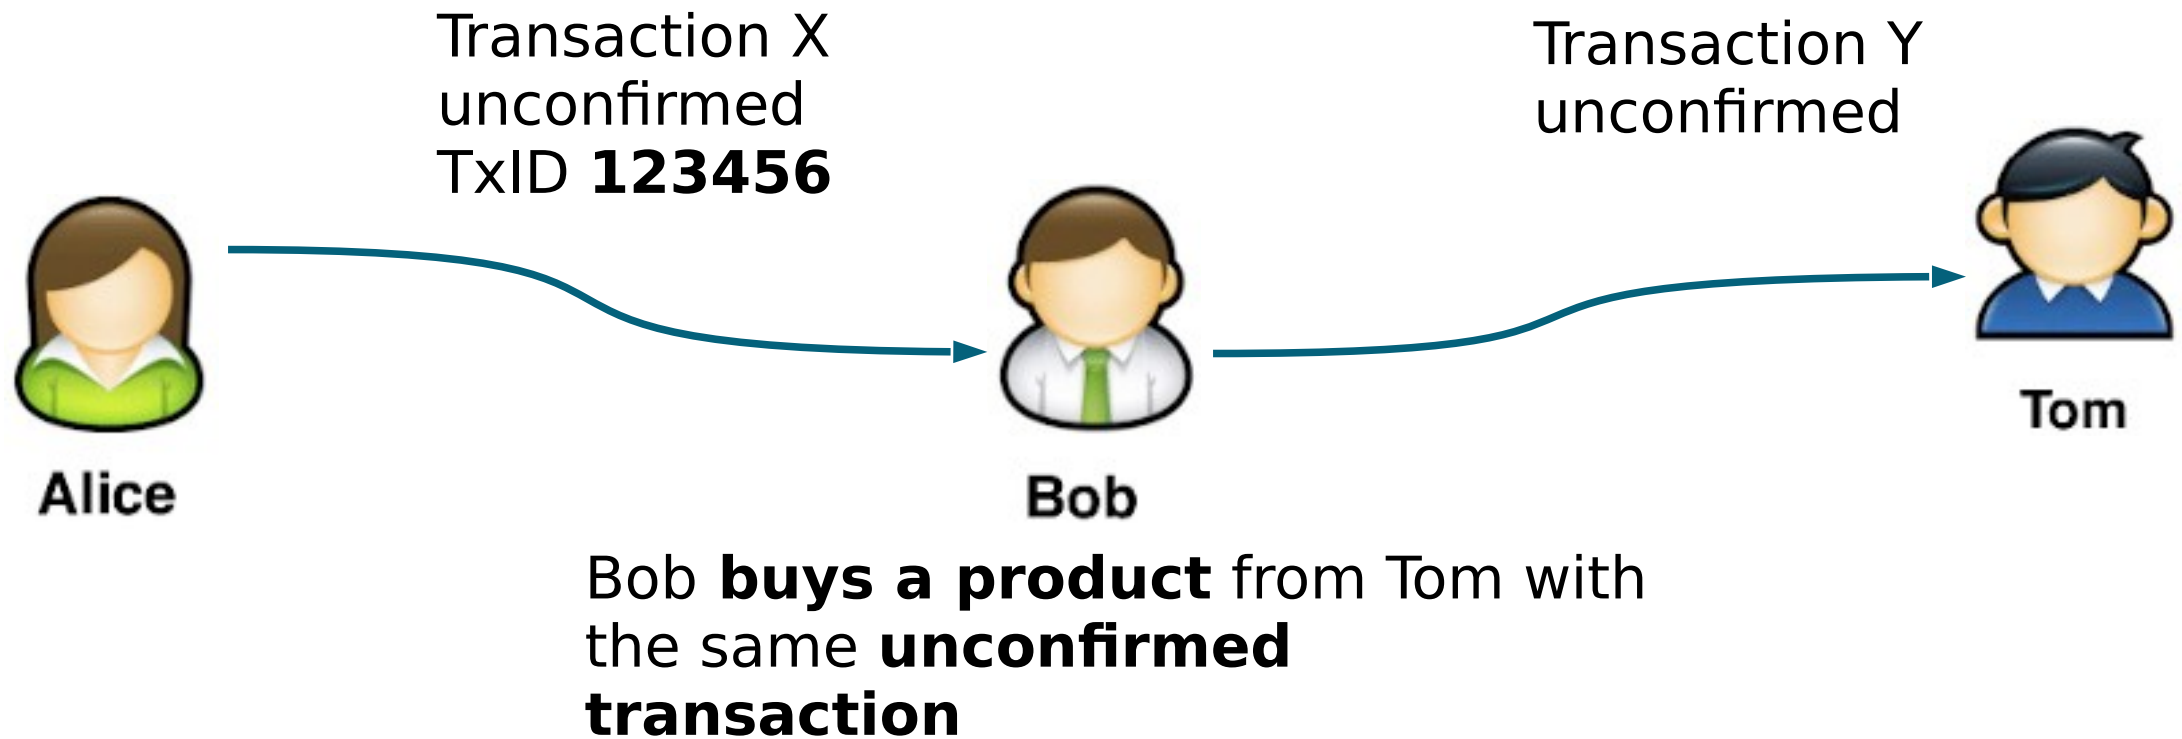 Transaction X
unconfirmed
TxID 123456
Transaction Y
unconfirmed
Alice
Bob
Tom
Bob buys a product from Tom with
the same unconfirmed
transaction